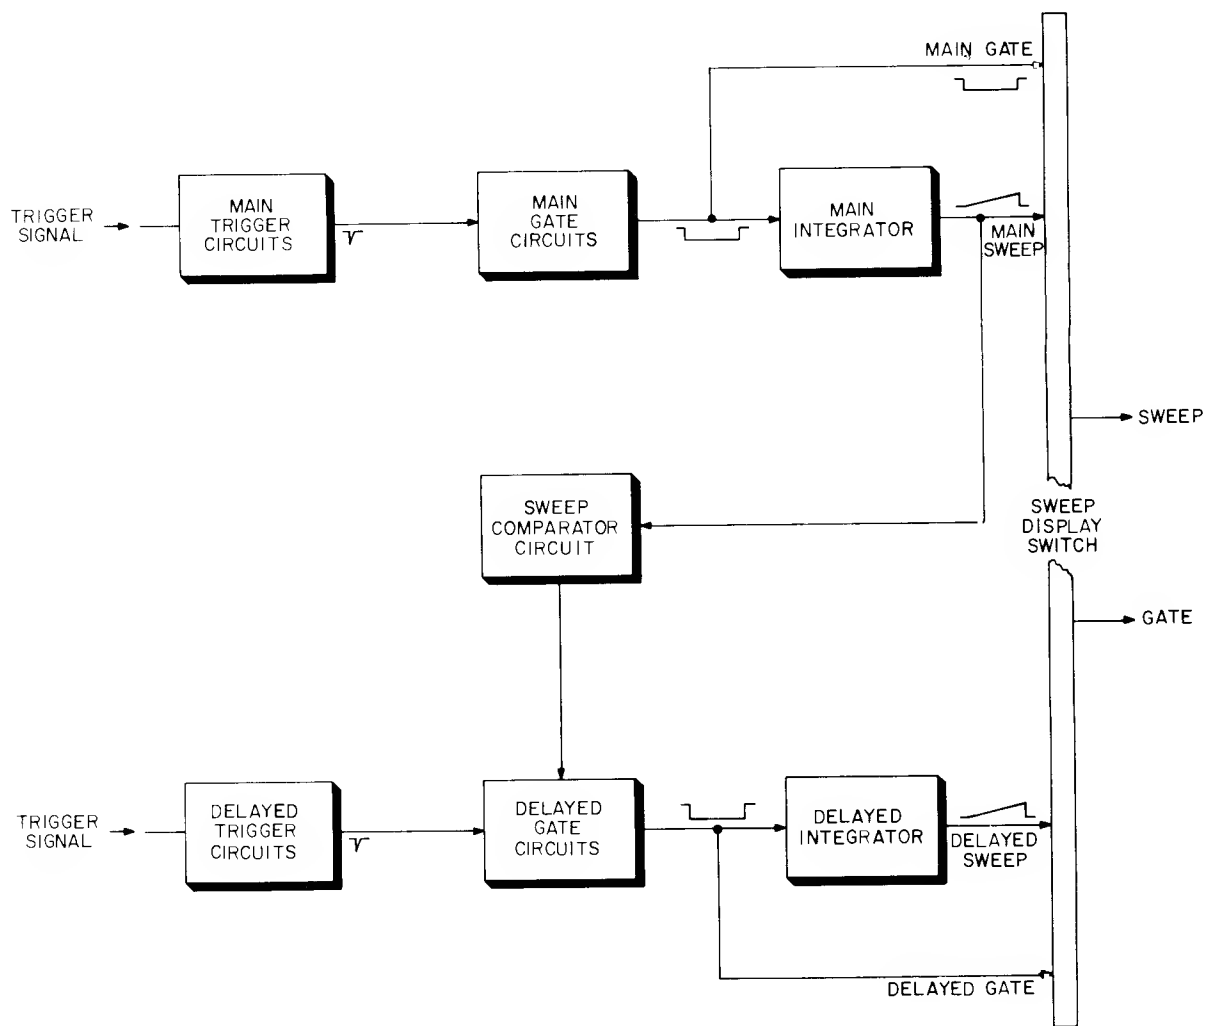 MAIN GATE
TRIGGER
SIGNAL
MAIN
TRIGGER
CIRCUITS
MAIN
GATE
CIRCUITS
MAIN
INTEGRATOR
MAIN
SWEEP
SWEEP
SWEEP
COMPARATOR
CIRCUIT
SWEEP
DISPLAY
SWITCH
GATE
TRIGGER
SIGNAL
DELAYED
TRIGGER
CIRCUITS
DELAYED
GATE
CIRCUITS
DELAYED
INTEGRATOR
DELAYED
SWEEP
DELAYED GATE